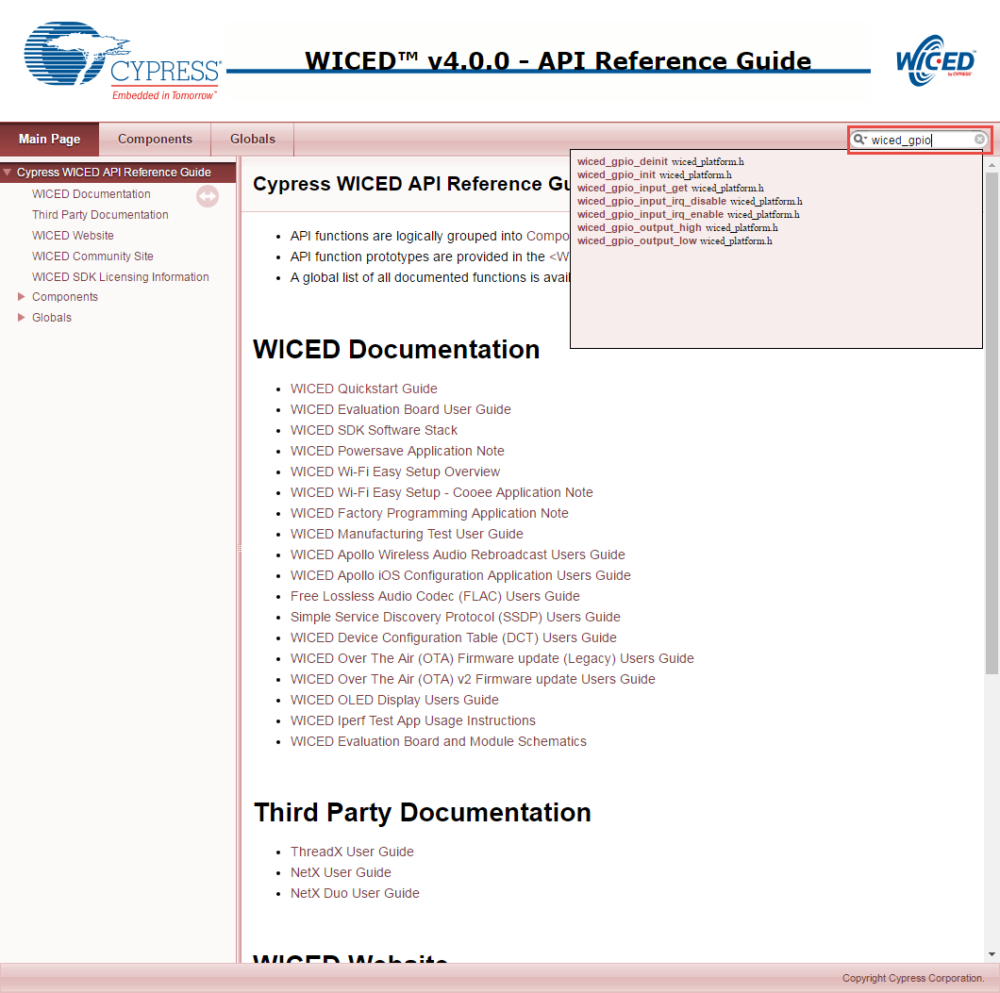 CYPRESS®
Embedded in Tomorrow™
WICED™ v4.0.0 - API Reference Guide
WICED™
by CYPRESS®
Main Page
Components
Globals
wiced_gpio
wiced_gpio_deinit wiced_platform.h
wiced_gpio_init wiced_platform.h
wiced_gpio_input_get wiced_platform.h
wiced_gpio_input_irq_disable wiced_platform.h
wiced_gpio_input_irq_enable wiced_platform.h
wiced_gpio_output_high wiced_platform.h
wiced_gpio_output_low wiced_platform.h
Cypress WICED API Reference Guide
WICED Documentation
Third Party Documentation
WICED Website
WICED Community Site
WICED SDK Licensing Information
Components
Globals
Cypress WICED API Reference Gu
API functions are logically grouped into Compo
API function prototypes are provided in the <W
A global list of all documented functions is avail
WICED Documentation
WICED Quickstart Guide
WICED Evaluation Board User Guide
WICED SDK Software Stack
WICED Powersave Application Note
WICED Wi-Fi Easy Setup Overview
WICED Wi-Fi Easy Setup - Cooee Application Note
WICED Factory Programming Application Note
WICED Manufacturing Test User Guide
WICED Apollo Wireless Audio Rebroadcast Users Guide
WICED Apollo iOS Configuration Application Users Guide
Free Lossless Audio Codec (FLAC) Users Guide
Simple Service Discovery Protocol (SSDP) Users Guide
WICED Device Configuration Table (DCT) Users Guide
WICED Over The Air (OTA) Firmware update (Legacy) Users Guide
WICED Over The Air (OTA) v2 Firmware update Users Guide
WICED OLED Display Users Guide
WICED Iperf Test App Usage Instructions
WICED Evaluation Board and Module Schematics
Third Party Documentation
ThreadX User Guide
NetX User Guide
NetX Duo User Guide
WICED Website
Copyright Cypress Corporation.